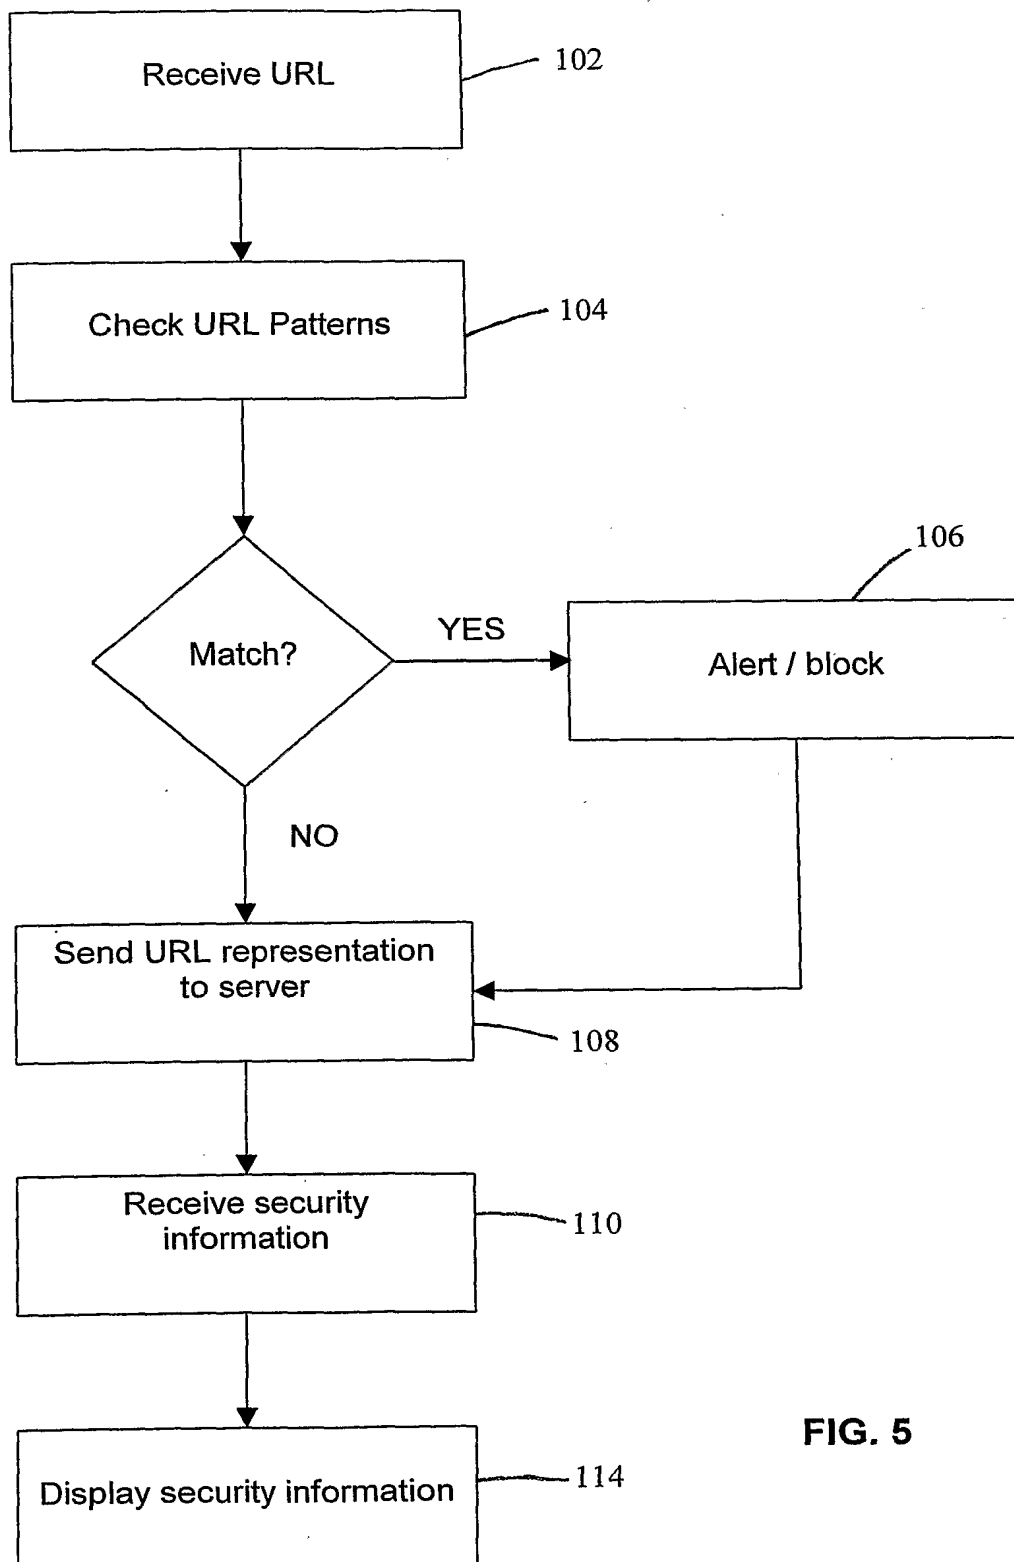 Receive URL
102
Check URL Patterns
104
Match?
YES
106
Alert / block
NO
Send URL representation
to server
108
Receive security
information
110
Display security information
114
FIG. 5